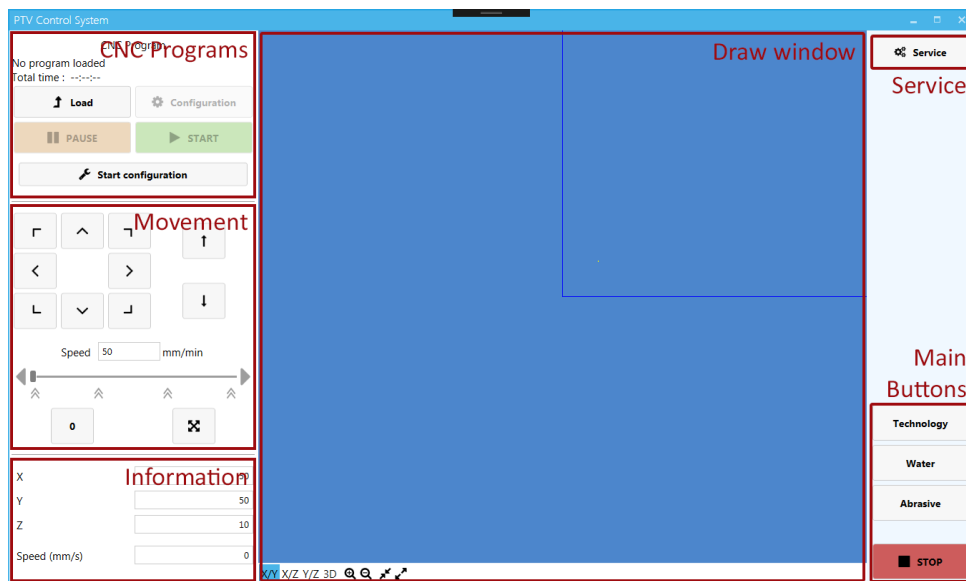 PTV Control System
CNC Programs
CNC Program
No program loaded
Total time : --:--:--
Load
Configuration
PAUSE
START
Start configuration
Movement
Speed 50 mm/min
0
Information
X 50
Y 50
Z 10
Speed (mm/s) 0
Draw window
X/Y X/Z Y/Z 3D
Service
Service
Main
Buttons
Technology
Water
Abrasive
STOP